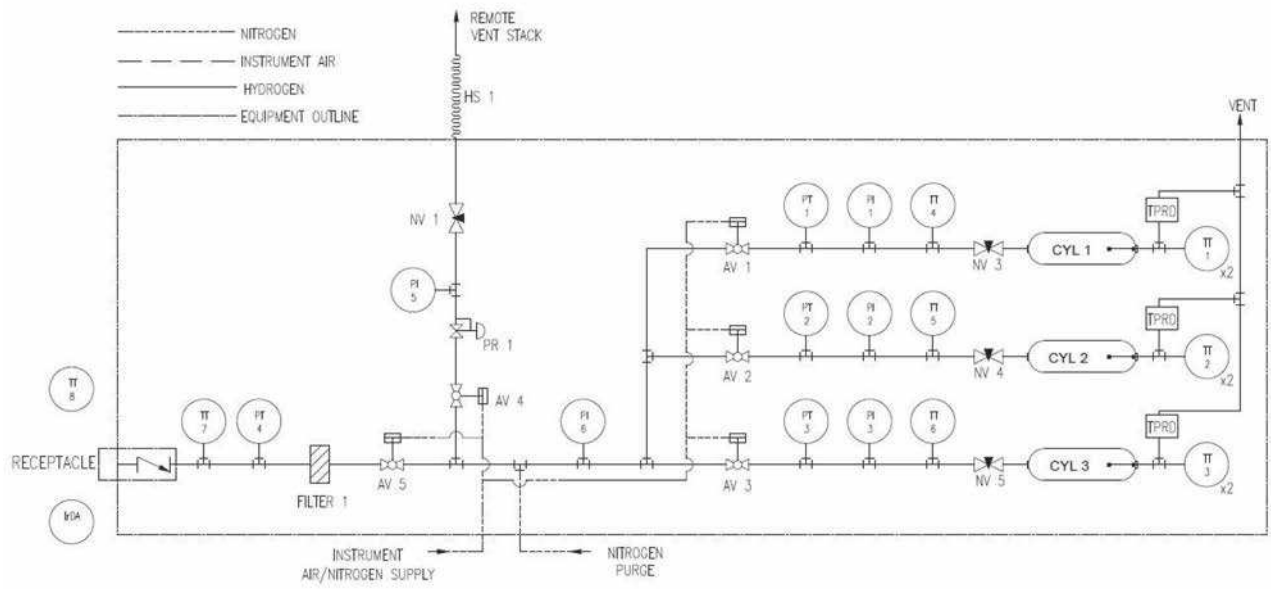 NITROGEN
INSTRUMENT AIR
HYDROGEN
EQUIPMENT OUTLINE
REMOTE
VENT STACK
HS 1
VENT
NV 1
PI
5
PR 1
AV 4
PT
1
PI
1
TT
4
TPRD
AV 1
NV 3
CYL 1
TT
1
x2
PT
2
PI
2
TT
5
TPRD
AV 2
NV 4
CYL 2
TT
2
x2
TT
8
TT
7
PT
4
PI
6
PT
3
PI
3
TT
6
TPRD
RECEPTACLE
FILTER 1
AV 5
AV 3
NV 5
CYL 3
TT
3
x2
IrDA
INSTRUMENT
AIR/NITROGEN SUPPLY
NITROGEN
PURGE